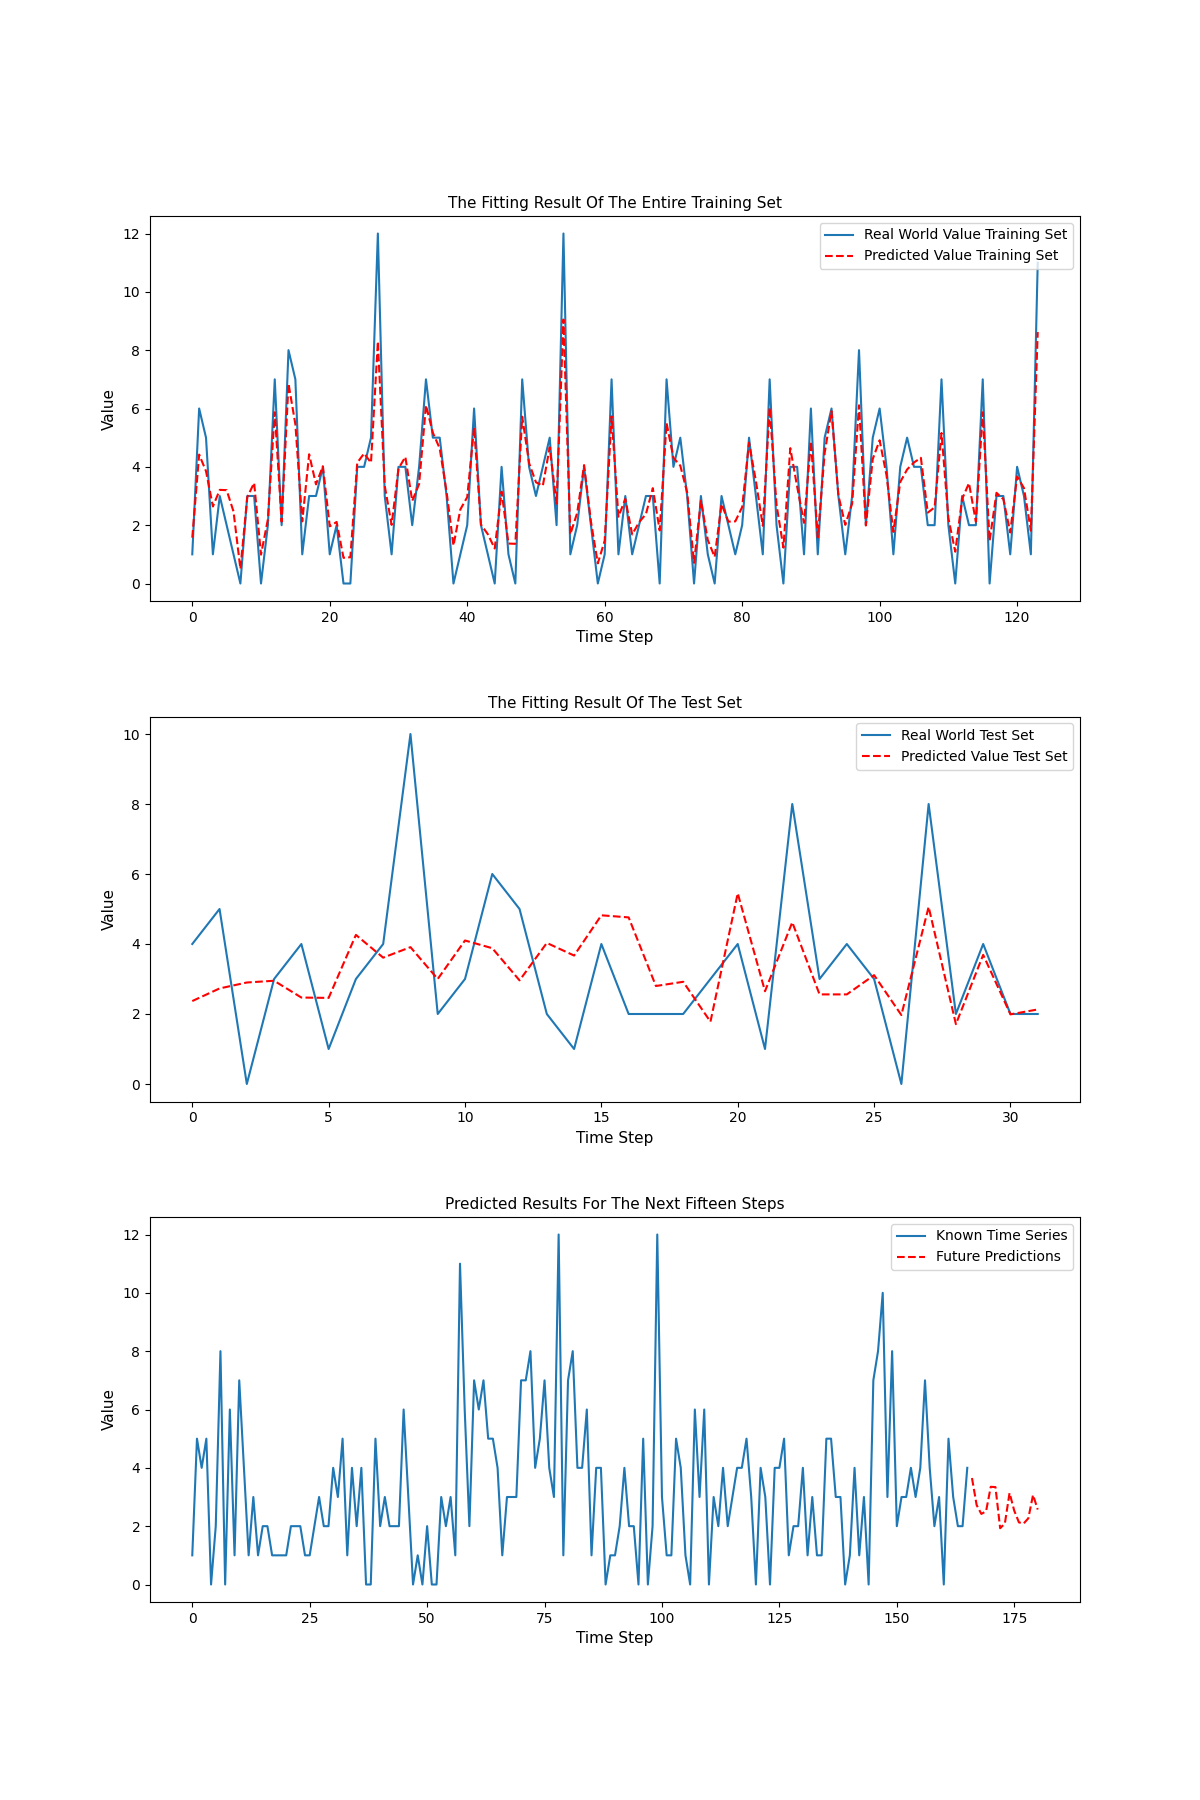 The Fitting Result Of The Entire Training Set
Real World Value Training Set
Predicted Value Training Set
Value
12
10
8
6
4
2
0
0 20 40 60 80 100 120
Time Step
The Fitting Result Of The Test Set
Real World Test Set
Predicted Value Test Set
Value
10
8
6
4
2
0
0 5 10 15 20 25 30
Time Step
Predicted Results For The Next Fifteen Steps
Known Time Series
Future Predictions
Value
12
10
8
6
4
2
0
0 25 50 75 100 125 150 175
Time Step